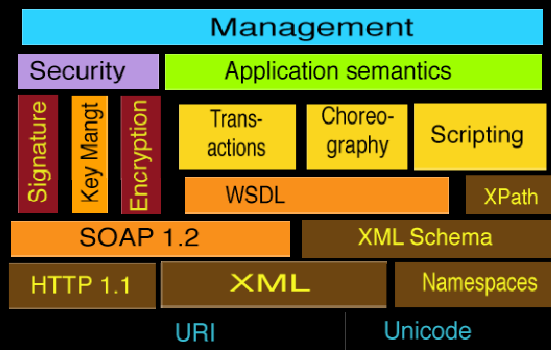 Management
Security
Application semantics
Signature
Key Mangt
Encryption
Trans-
actions
Choreo-
graphy
Scripting
WSDL
XPath
SOAP 1.2
XML Schema
HTTP 1.1
XML
Namespaces
URI
Unicode